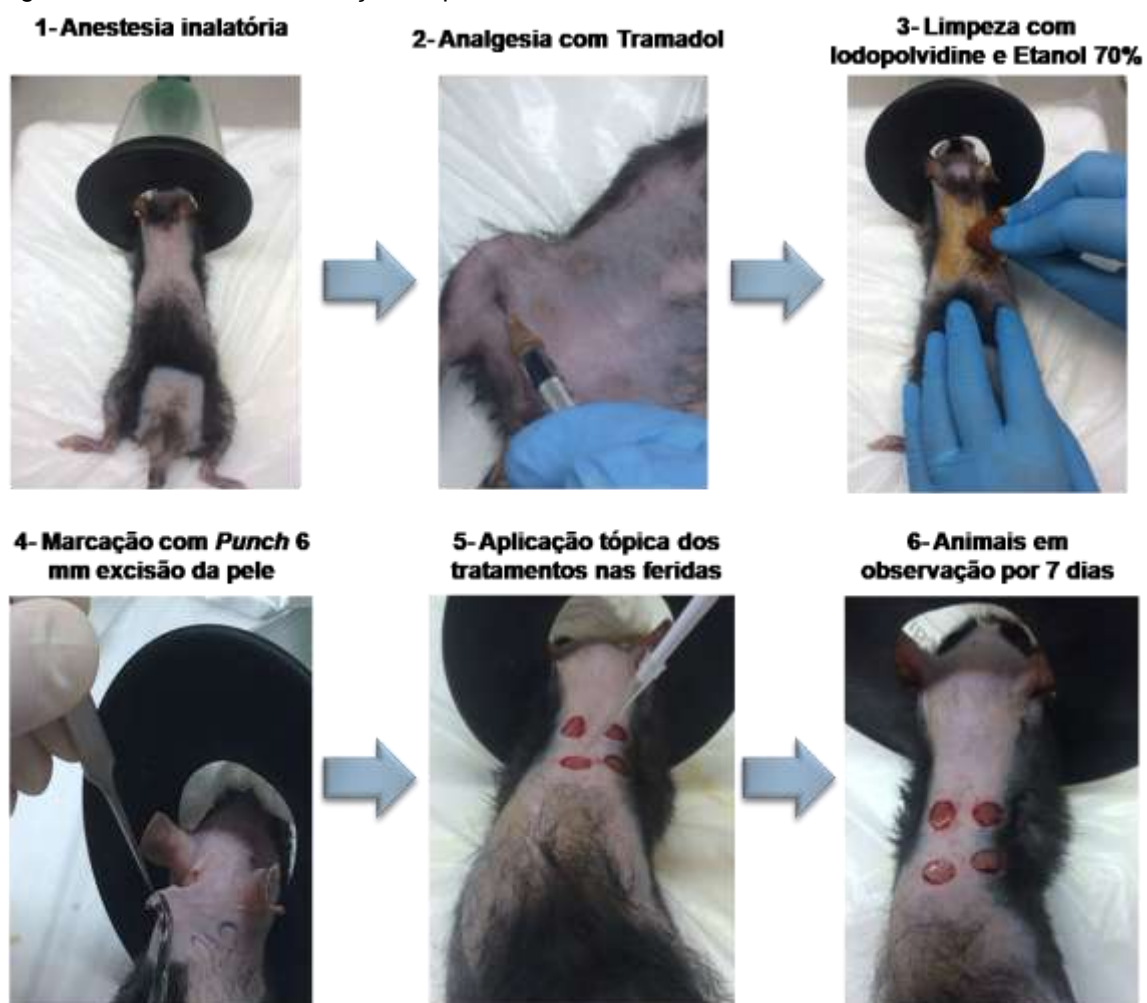 1- Anestesia inalatória
2- Analgesia com Tramadol
3- Limpeza com
Iodopolvidine e Etanol 70%
4- Marcação com Punch 6
mm excisão da pele
5- Aplicação tópica dos
tratamentos nas feridas
6- Animais em
observação por 7 dias